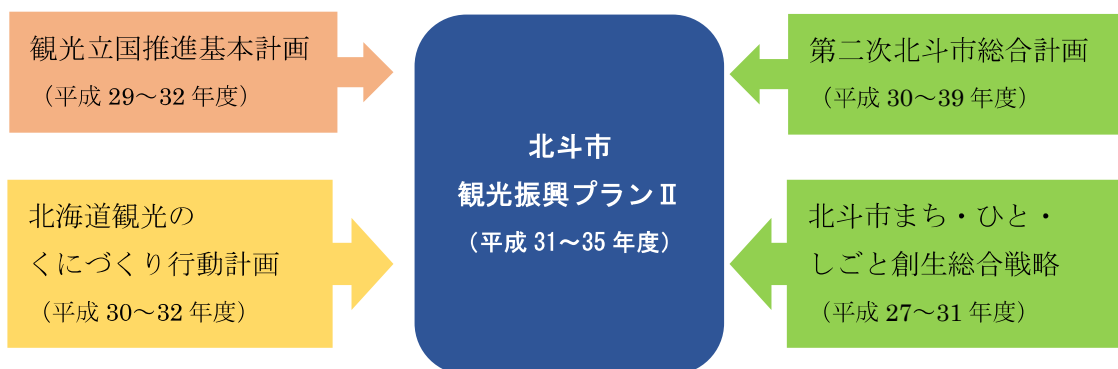 観光立国推進基本計画
（平成 29～32 年度）
北海道観光の
くにづくり行動計画
（平成 30～32 年度）
北斗市
観光振興プランⅡ
（平成 31～35 年度）
第二次北斗市総合計画
（平成 30～39 年度）
北斗市まち・ひと・
しごと創生総合戦略
（平成 27～31 年度）